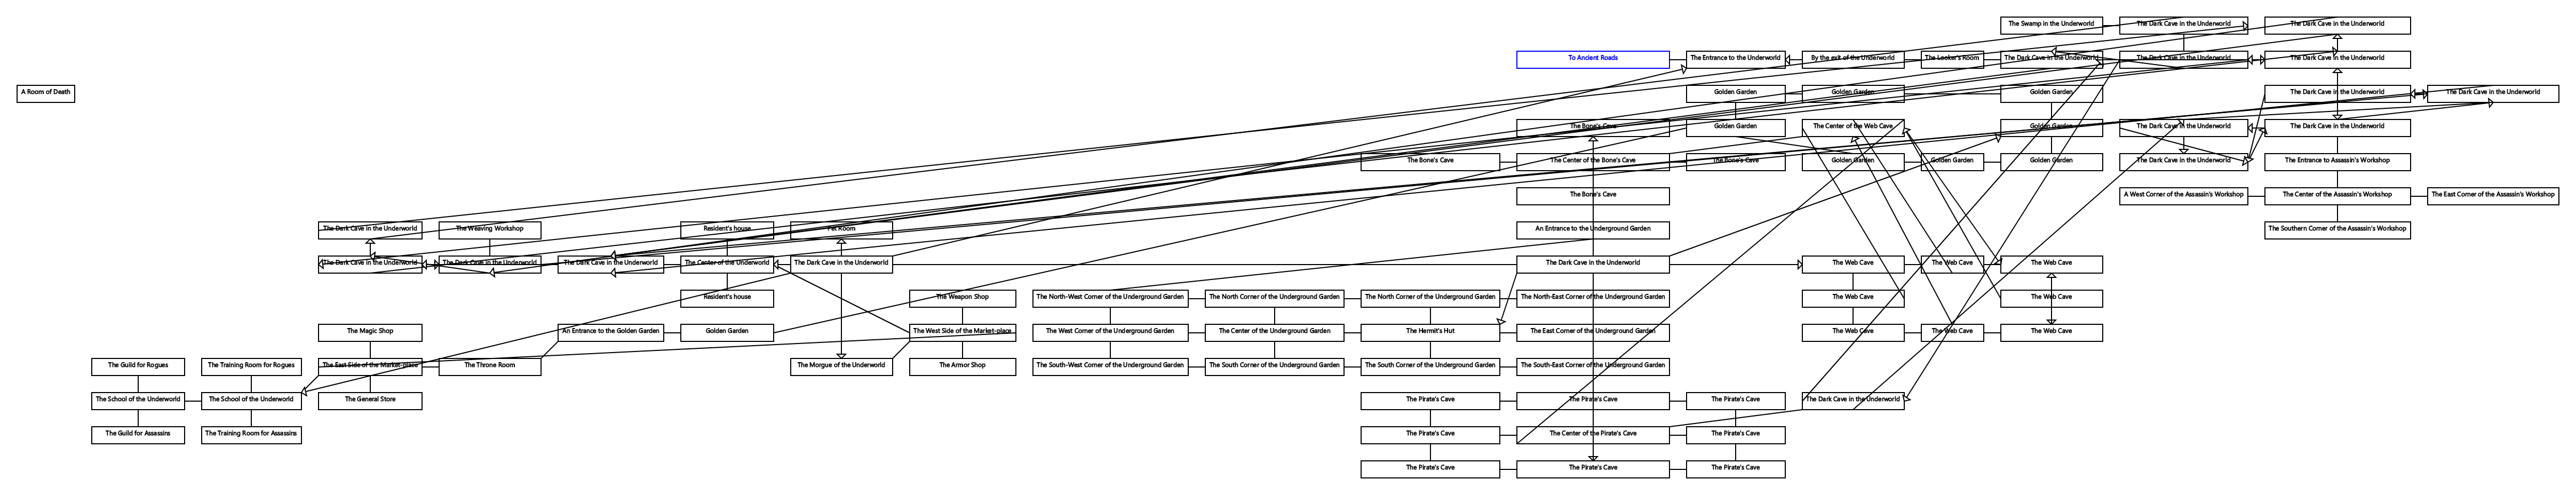 The Swamp in the Underworld
The Dark Cave in the Underworld
The Dark Cave in the Underworld
To Ancient Roads
The Entrance to the Underworld
By the exit of the Underworld
The Looker's Room
The Dark Cave in the Underworld
The Dark Cave in the Underworld
The Dark Cave in the Underworld
A Room of Death
Golden Garden
Golden Garden
Golden Garden
The Dark Cave in the Underworld
The Dark Cave in the Underworld
The Bone's Cave
Golden Garden
The Center of the Web Cave
Golden Garden
The Dark Cave in the Underworld
The Dark Cave in the Underworld
The Bone's Cave
The Center of the Bone's Cave
The Bone's Cave
Golden Garden
Golden Garden
Golden Garden
The Dark Cave in the Underworld
The Entrance to Assasin's Workshop
The Bone's Cave
A West Corner of the Assasin's Workshop
The Center of the Assasin's Workshop
The East Corner of the Assasin's Workshop
The Dark Cave in the Underworld
The Weaving Workshop
Resident's house
Pet Room
An Entrance to the Underground Garden
The Southern Corner of the Assasin's Workshop
The Dark Cave in the Underworld
The Dark Cave in the Underworld
The Dark Cave in the Underworld
The Center of the Underworld
The Dark Cave in the Underworld
The Dark Cave in the Underworld
The Web Cave
The Web Cave
The Web Cave
Resident's house
The Weapon Shop
The North-West Corner of the Underground Garden
The North Corner of the Underground Garden
The North Corner of the Underground Garden
The North-East Corner of the Underground Garden
The Web Cave
The Web Cave
The Magic Shop
An Entrance to the Golden Garden
Golden Garden
The West Side of the Market-place
The West Corner of the Underground Garden
The Center of the Underground Garden
The Hermit's Hut
The East Corner of the Underground Garden
The Web Cave
The Web Cave
The Web Cave
The Guild for Rogues
The Training Room for Rogues
The East Side of the Market-place
The Throne Room
The Morgue of the Underworld
The Armor Shop
The South-West Corner of the Underground Garden
The South Corner of the Underground Garden
The South Corner of the Underground Garden
The South-East Corner of the Underground Garden
The School of the Underworld
The School of the Underworld
The General Store
The Pirate's Cave
The Pirate's Cave
The Pirate's Cave
The Dark Cave in the Underworld
The Guild for Assassins
The Training Room for Assassins
The Pirate's Cave
The Center of the Pirate's Cave
The Pirate's Cave
The Pirate's Cave
The Pirate's Cave
The Pirate's Cave